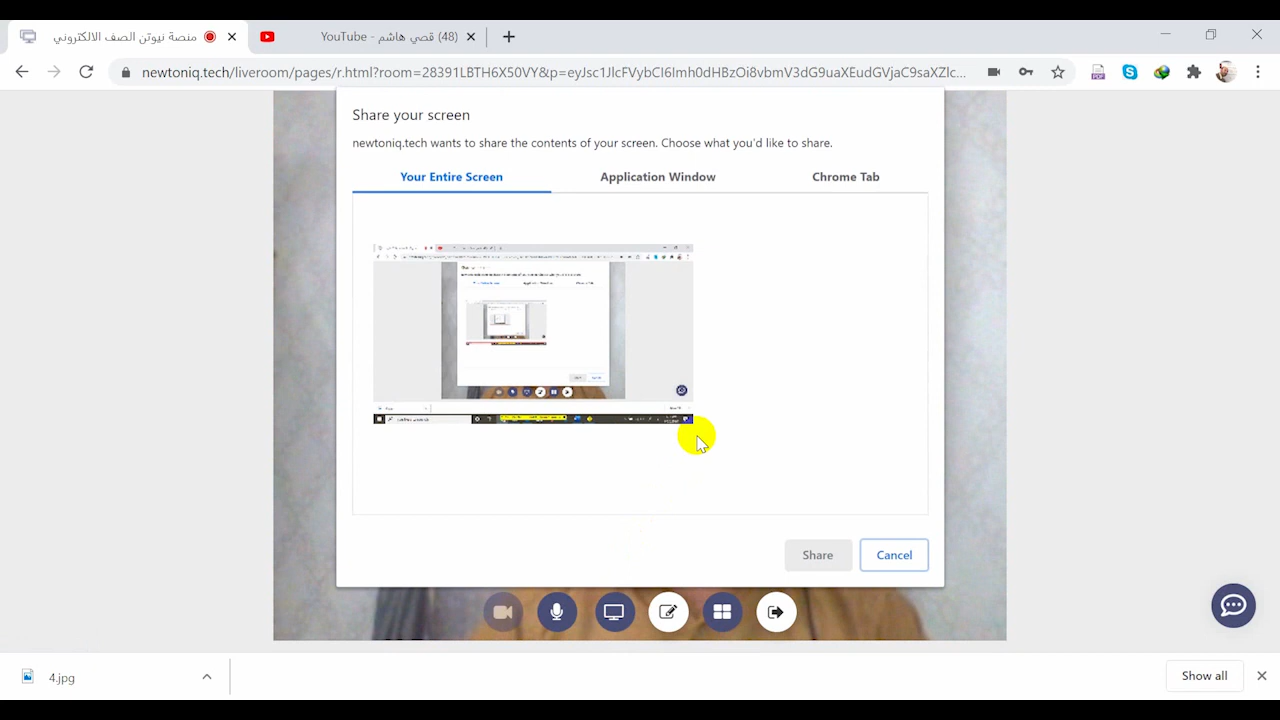 منصة نيوتن الصف الالكتروني
YouTube - قصي هاشم (48)
newtoniq.tech/liveroom/pages/r.html?room=28391LBTH6X50VY&p=eyJsc1JlcFVybCI6Imh0dHBzOi8vbmV3dG9uaXEudGVjaC9saXZlc...
Share your screen
newtoniq.tech wants to share the contents of your screen. Choose what you'd like to share.
Your Entire Screen
Application Window
Chrome Tab
Share
Cancel
4.jpg
Show all